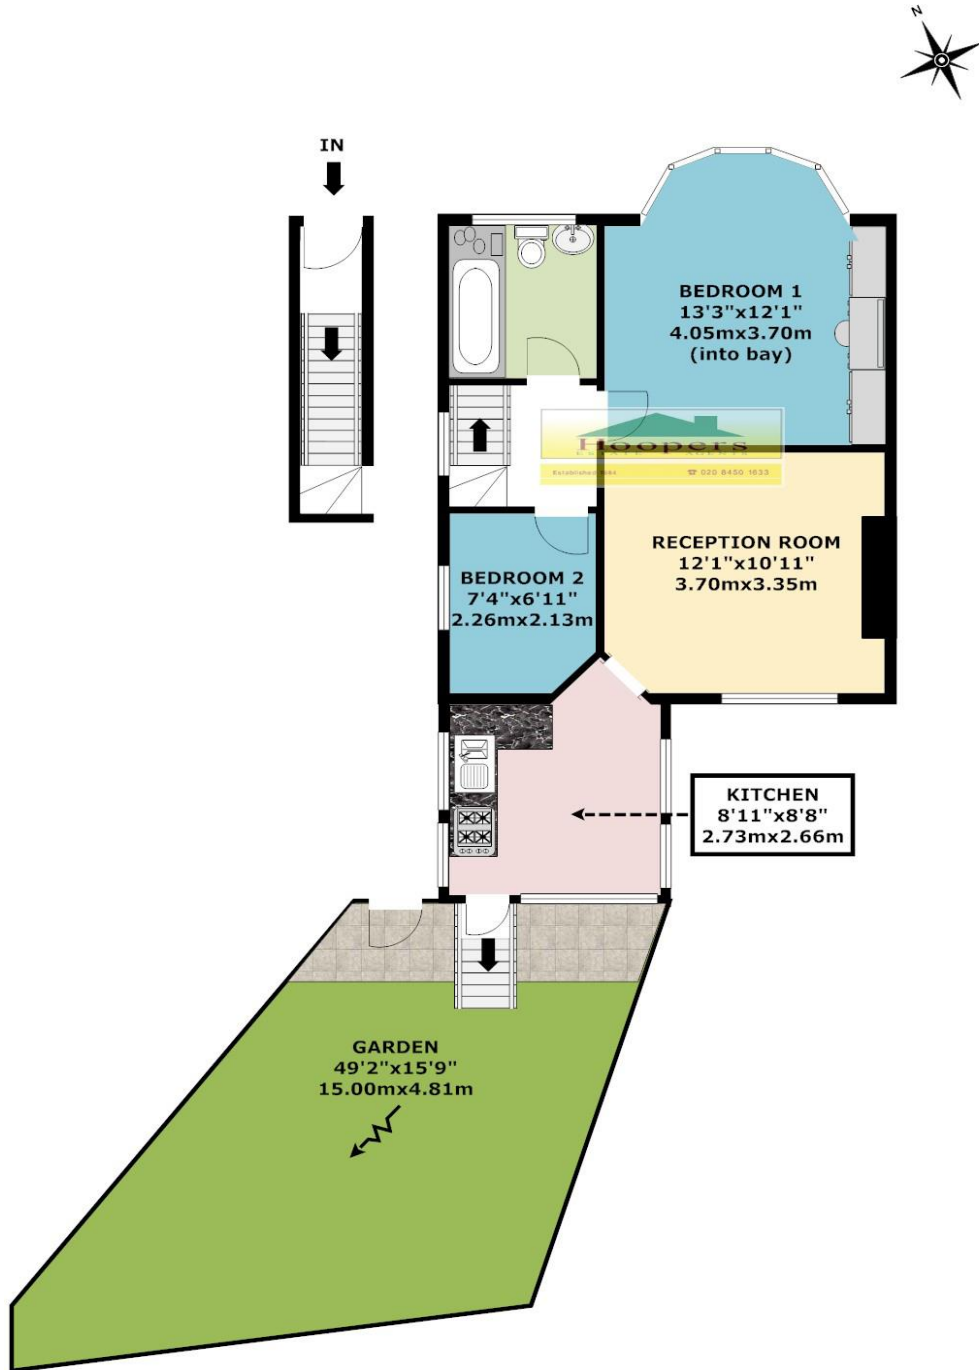 N
IN
BEDROOM 1
13'3"x12'1"
4.05mx3.70m
(into bay)
Hoopers
ESTATE AGENTS
☎ 020 8450 1633
RECEPTION ROOM
12'1"x10'11"
3.70mx3.35m
BEDROOM 2
7'4"x6'11"
2.26mx2.13m
KITCHEN
8'11"x8'8"
2.73mx2.66m
GARDEN
49'2"x15'9"
15.00mx4.81m